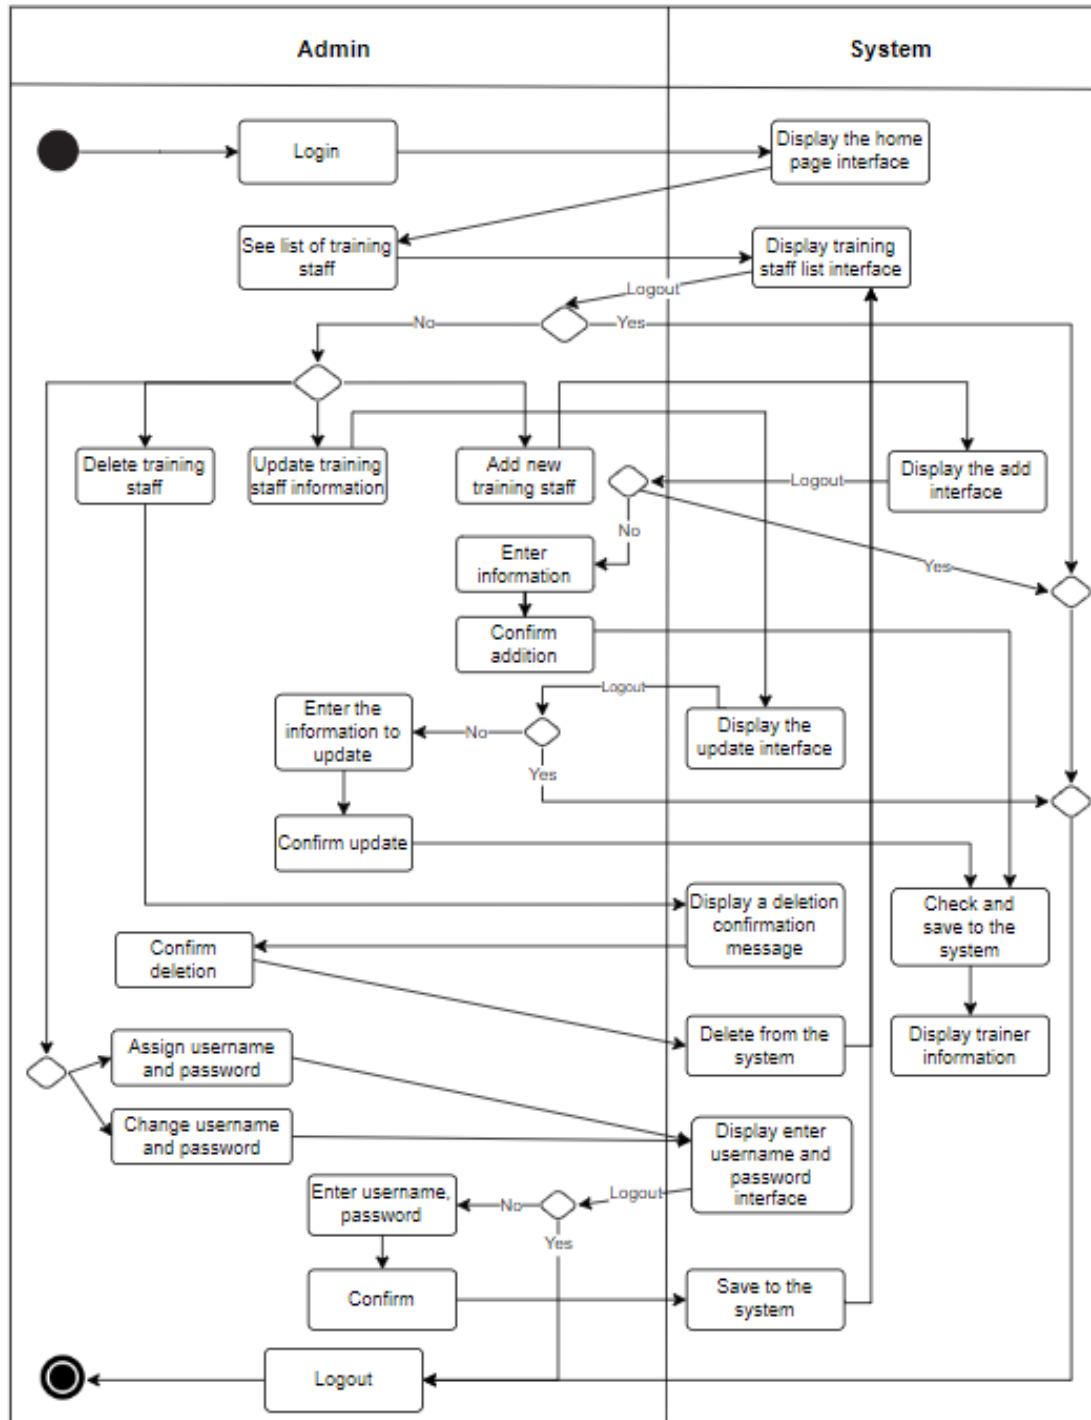 Admin
System
Login
Display the home
page interface
See list of training
staff
Display training
staff list interface
Logout
No
Yes
Delete training
staff
Update training
staff information
Add new
training staff
Logout
Display the add
interface
No
Enter
information
Yes
Confirm
addition
Logout
Enter the
information to
update
No
Display the
update interface
Yes
Confirm update
Display a deletion
confirmation
message
Check and
save to the
system
Confirm
deletion
Delete from the
system
Display trainer
information
Assign username
and password
Change username
and password
Display enter
username and
password
interface
Enter username,
password
No
Logout
Yes
Confirm
Save to the
system
Logout